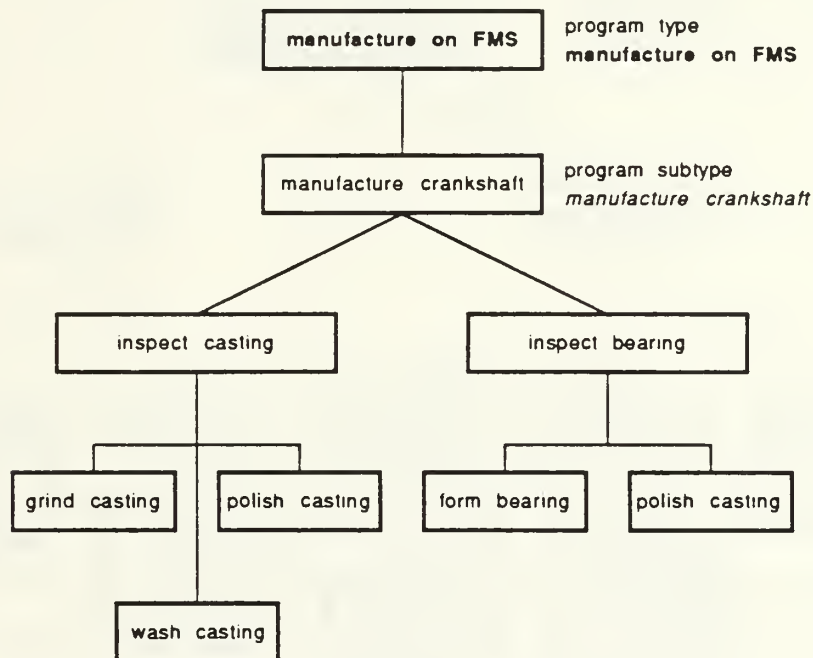 manufacture on FMS
program type
manufacture on FMS
manufacture crankshaft
program subtype
manufacture crankshaft
inspect casting
inspect bearing
grind casting
polish casting
form bearing
polish casting
wash casting